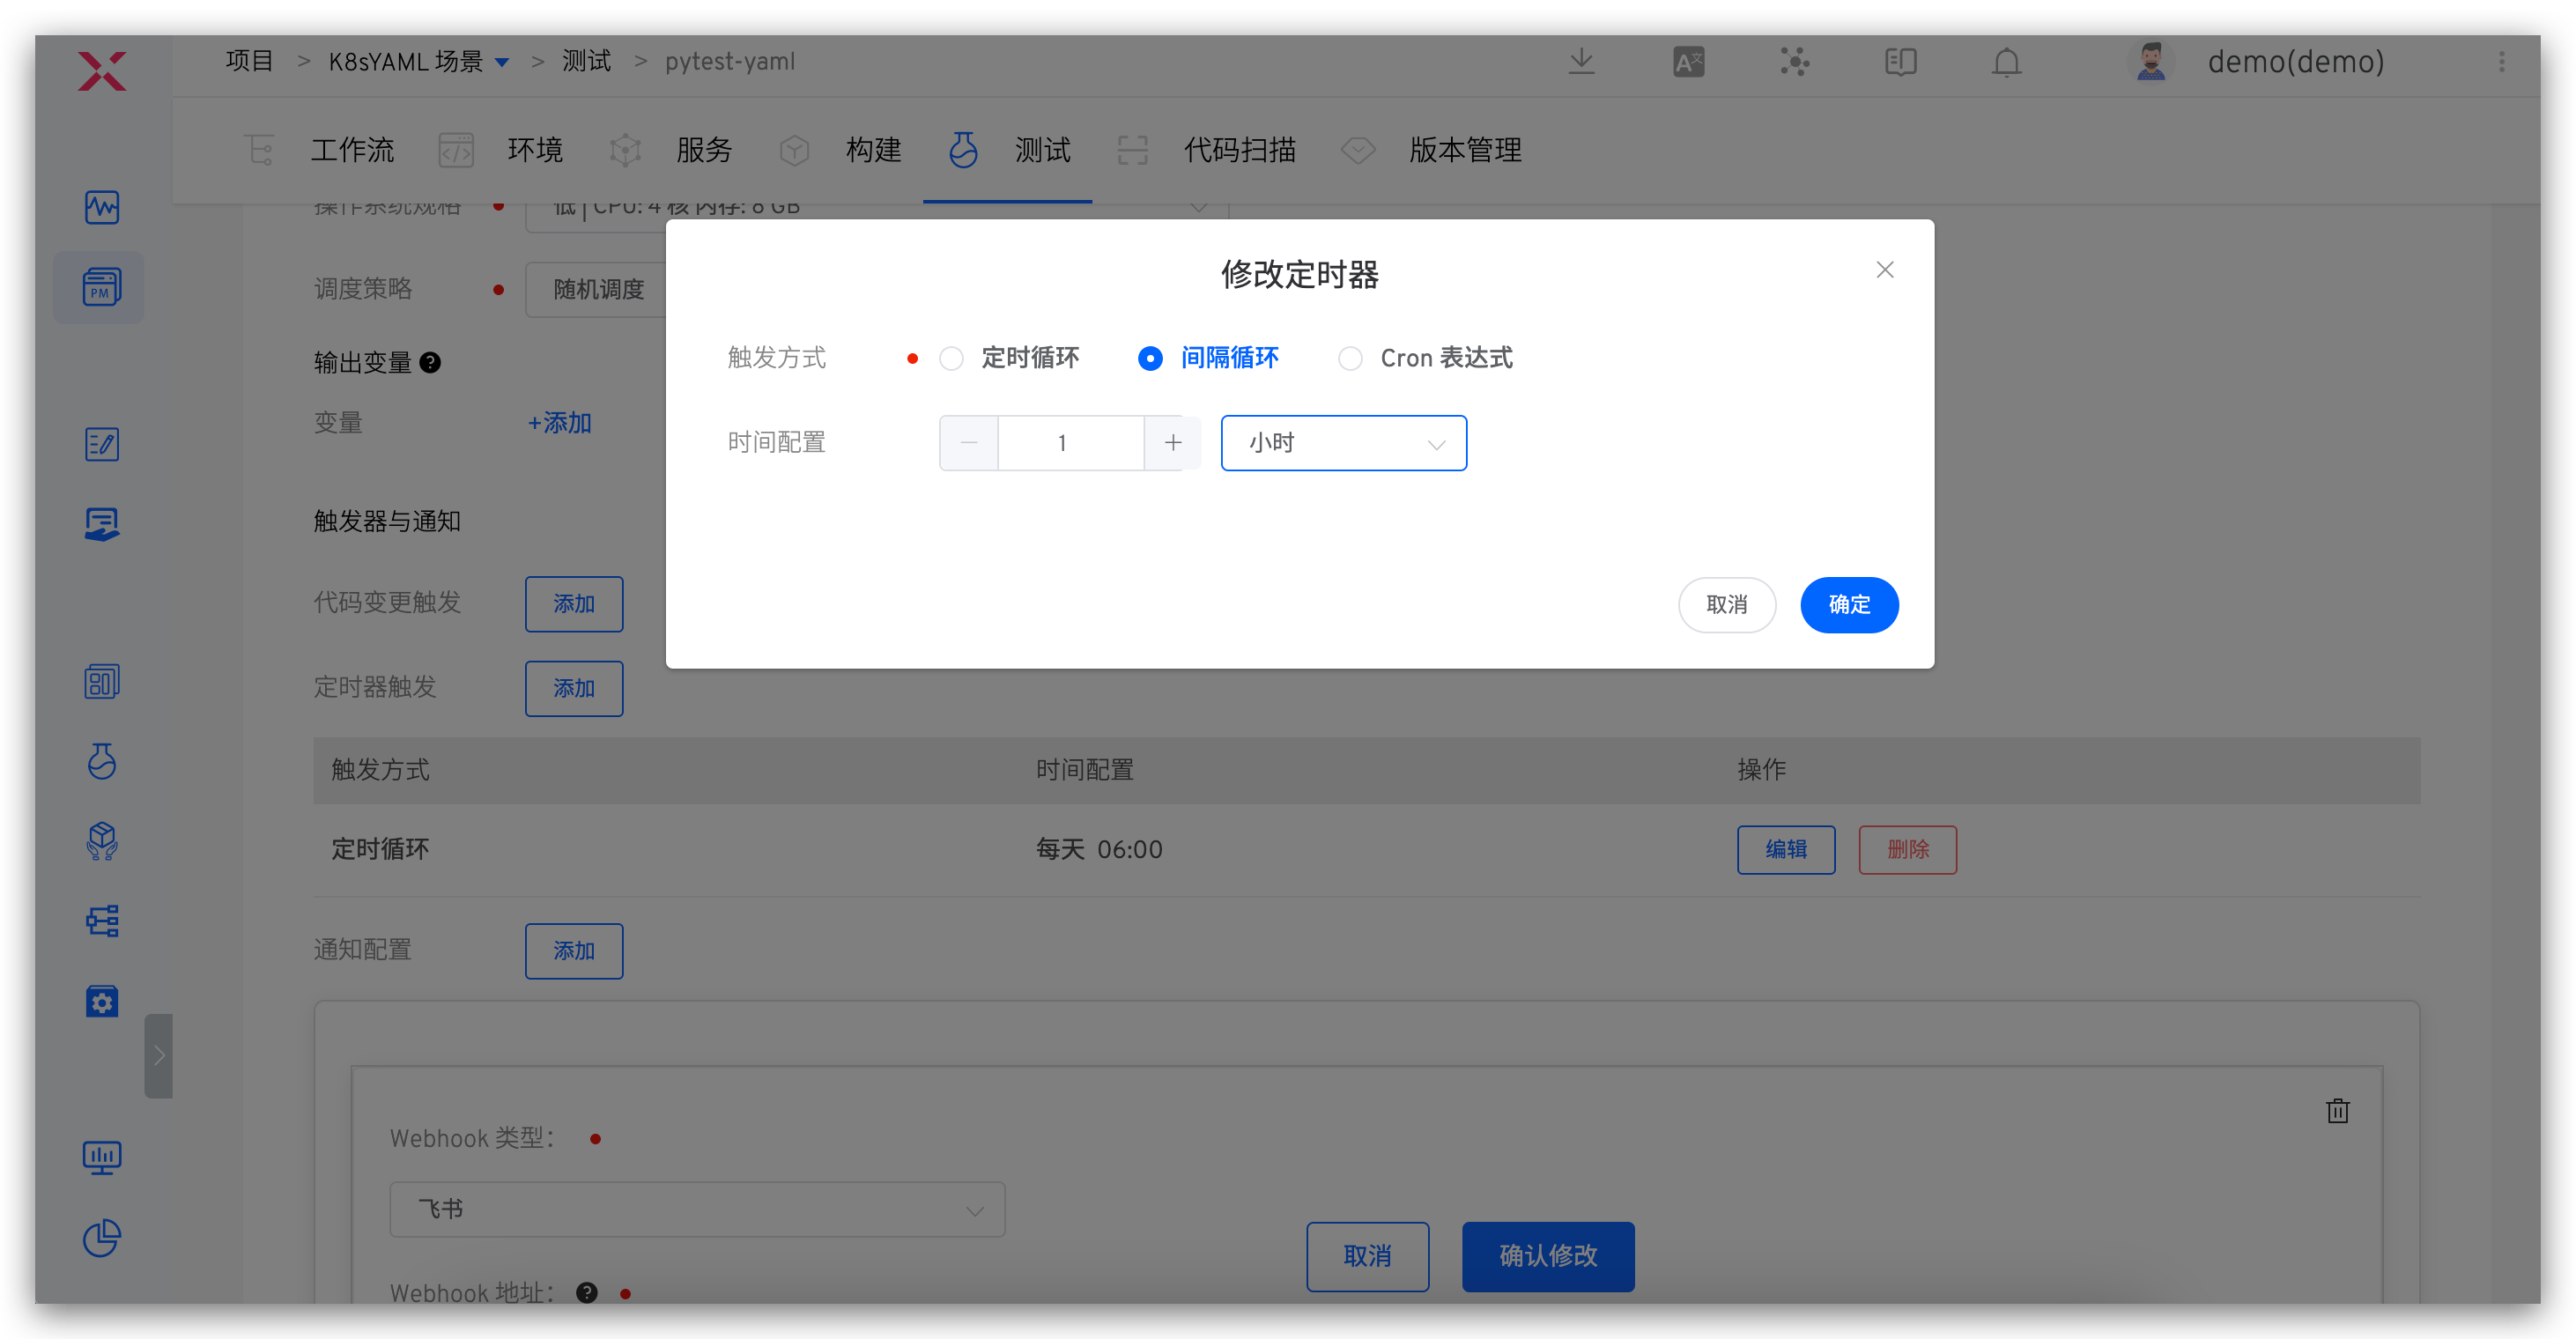 项目 > K8sYAML 场景 > 测试 > pytest-yaml
demo(demo)
工作流 环境 服务 构建 测试 代码扫描 版本管理
操作系统规格 低 | CPU: 4 核 内存: 8 GB
调度策略 随机调度
输出变量
变量 +添加
触发器与通知
代码变更触发 添加
定时器触发 添加
修改定时器
触发方式 定时循环 间隔循环 Cron 表达式
时间配置 1 小时
取消 确定
触发方式 时间配置 操作
定时循环 每天 06:00 编辑 删除
通知配置 添加
Webhook 类型：
飞书
取消 确认修改
Webhook 地址：
PM